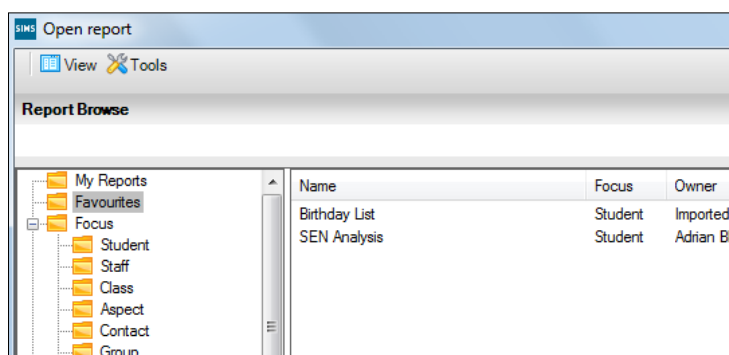 SIMS Open report
View Tools
Report Browse
My Reports
Favourites
Focus
Student
Staff
Class
Aspect
Contact
Group
Name Focus Owner
Birthday List Student Imported
SEN Analysis Student Adrian